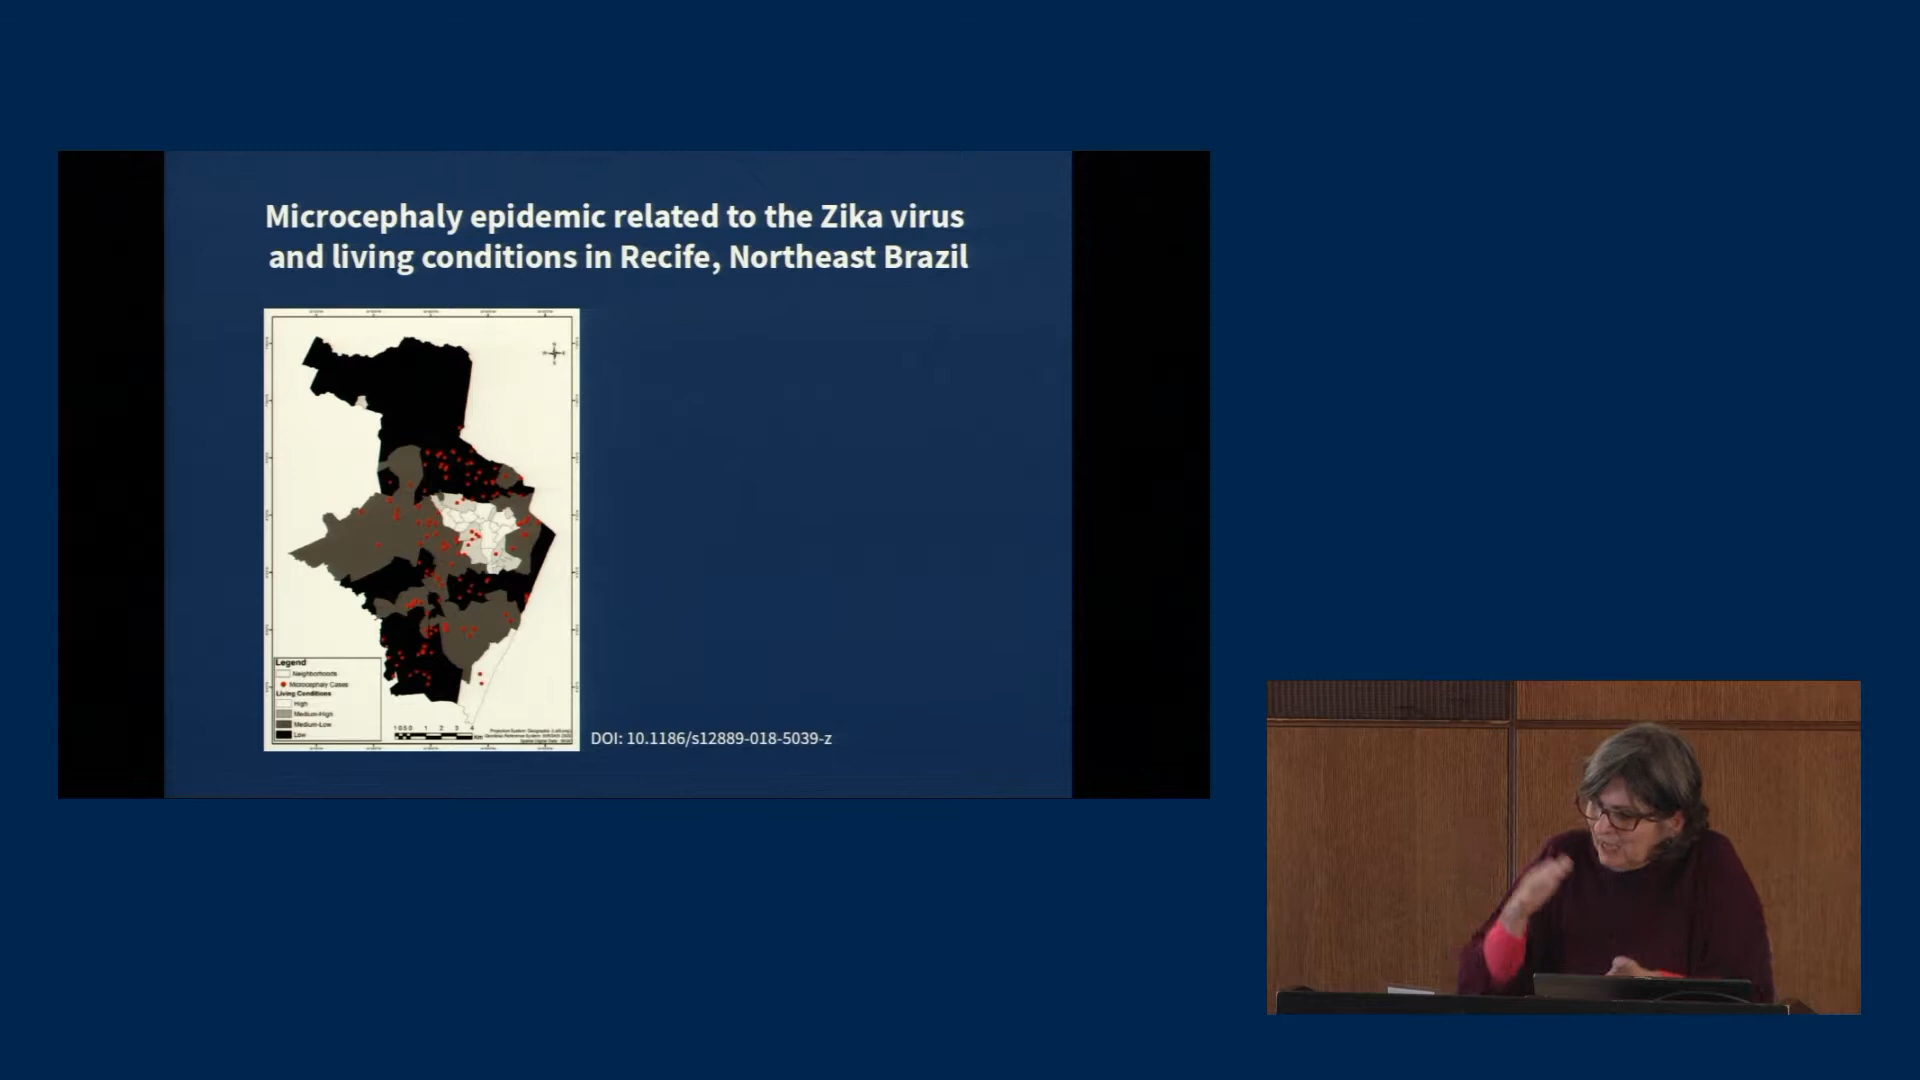 Microcephaly epidemic related to the Zika virus
and living conditions in Recife, Northeast Brazil
Legend
Neighborhoods
Microcephaly Cases
Living Conditions
High
Medium-High
Medium-Low
Low
DOI: 10.1186/s12889-018-5039-z